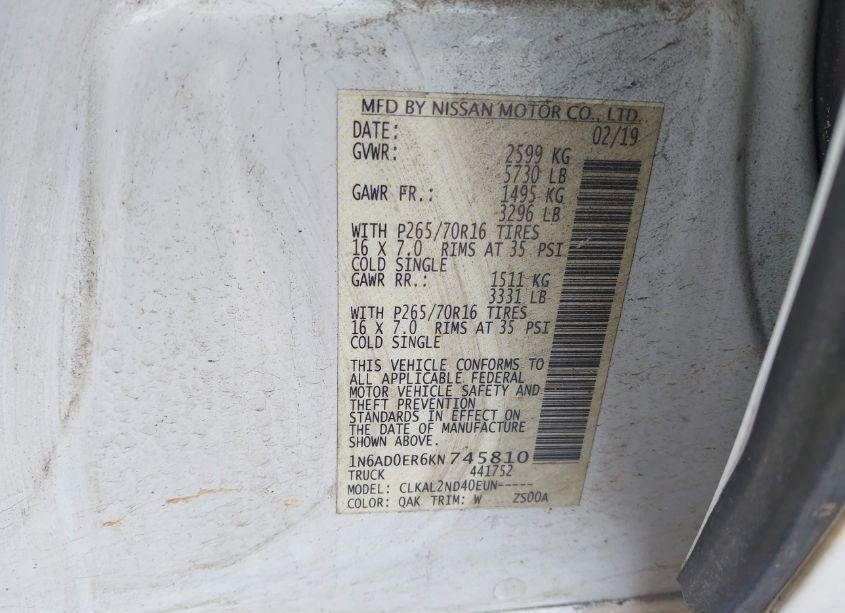 MFD BY NISSAN MOTOR CO., LTD.
DATE: 02/19
GVWR: 2599 KG
5730 LB
GAWR FR.: 1495 KG
3296 LB
WITH P265/70R16 TIRES
16 X 7.0 RIMS AT 35 PSI
COLD SINGLE
GAWR RR.: 1511 KG
3331 LB
WITH P265/70R16 TIRES
16 X 7.0 RIMS AT 35 PSI
COLD SINGLE
THIS VEHICLE CONFORMS TO
ALL APPLICABLE FEDERAL
MOTOR VEHICLE SAFETY AND
THEFT PREVENTION
STANDARDS IN EFFECT ON
THE DATE OF MANUFACTURE
SHOWN ABOVE.
1N6AD0ER6KN745810
TRUCK 441752
MODEL: CLKAL2ND40EUN-----
COLOR: QAK TRIM: W ZS00A